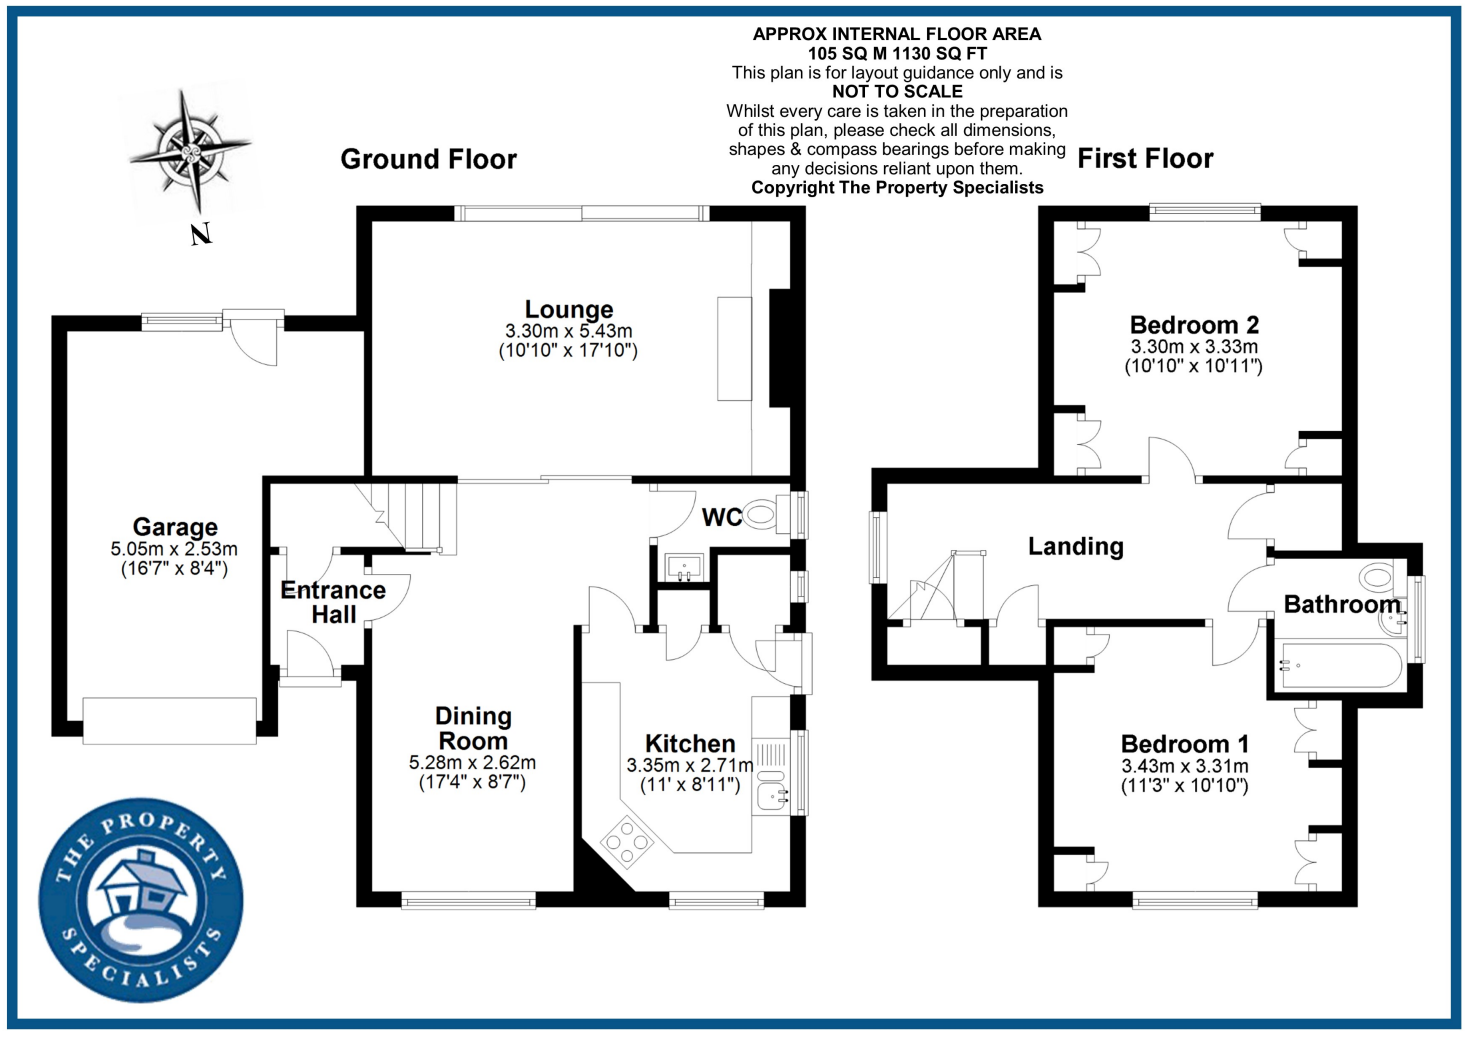 APPROX INTERNAL FLOOR AREA
105 SQ M 1130 SQ FT
This plan is for layout guidance only and is
NOT TO SCALE
Whilst every care is taken in the preparation
of this plan, please check all dimensions,
shapes & compass bearings before making
any decisions reliant upon them.
Copyright The Property Specialists
N
Ground Floor
First Floor
Lounge
3.30m x 5.43m
(10'10" x 17'10")
Garage
5.05m x 2.53m
(16'7" x 8'4")
Entrance
Hall
WC
Dining
Room
5.28m x 2.62m
(17'4" x 8'7")
Kitchen
3.35m x 2.71m
(11' x 8'11")
Bedroom 2
3.30m x 3.33m
(10'10" x 10'11")
Landing
Bathroom
Bedroom 1
3.43m x 3.31m
(11'3" x 10'10")
THE PROPERTY
SPECIALISTS